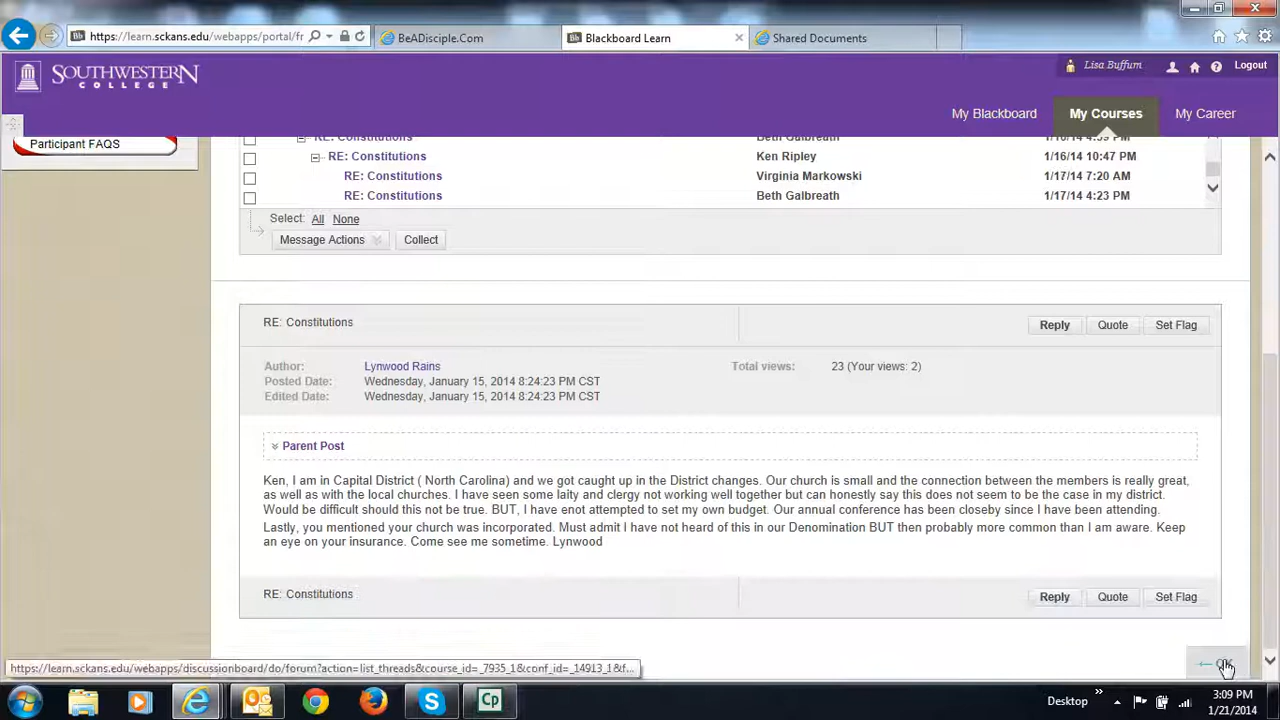 https://learn.sckans.edu/webapps/portal/fr
BeADisciple.Com
Blackboard Learn
Shared Documents
SOUTHWESTERN
COLLEGE
Lisa Buffum
Logout
My Blackboard
My Courses
My Career
Participant FAQS
RE: Constitutions Beth Galbreath
RE: Constitutions Ken Ripley 1/16/14 10:47 PM
RE: Constitutions Virginia Markowski 1/17/14 7:20 AM
RE: Constitutions Beth Galbreath 1/17/14 4:23 PM
Select: All None
Message Actions Collect
RE: Constitutions Reply Quote Set Flag
Author: Lynwood Rains Total views: 23 (Your views: 2)
Posted Date: Wednesday, January 15, 2014 8:24:23 PM CST
Edited Date: Wednesday, January 15, 2014 8:24:23 PM CST
Parent Post
Ken, I am in Capital District ( North Carolina) and we got caught up in the District changes. Our church is small and the connection between the members is really great,
as well as with the local churches. I have seen some laity and clergy not working well together but can honestly say this does not seem to be the case in my district.
Would be difficult should this not be true. BUT, I have enot attempted to set my own budget. Our annual conference has been closeby since I have been attending.
Lastly, you mentioned your church was incorporated. Must admit I have not heard of this in our Denomination BUT then probably more common than I am aware. Keep
an eye on your insurance. Come see me sometime. Lynwood
RE: Constitutions Reply Quote Set Flag
https://learn.sckans.edu/webapps/discussionboard/do/forum?action=list_threads&course_id=_7935_1&conf_id=_14913_1&f...
Desktop
3:09 PM
1/21/2014